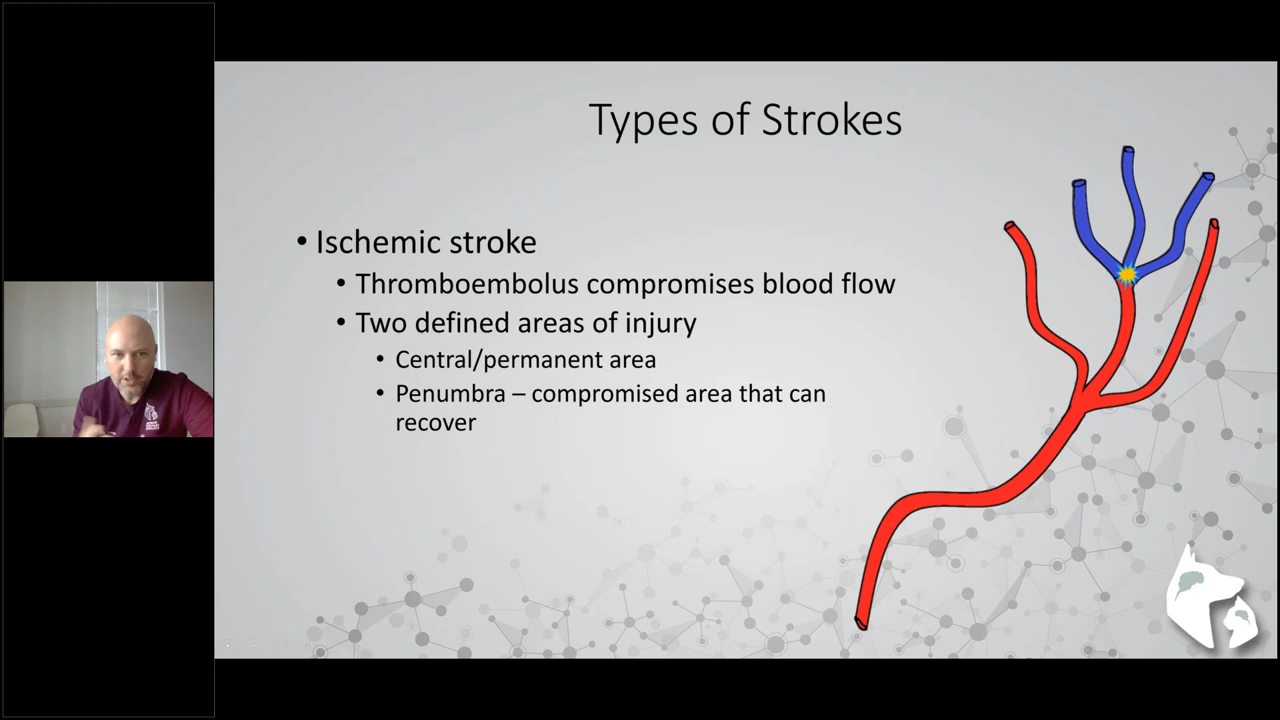 Types of Strokes
• Ischemic stroke
• Thromboembolus compromises blood flow
• Two defined areas of injury
• Central/permanent area
• Penumbra – compromised area that can
recover